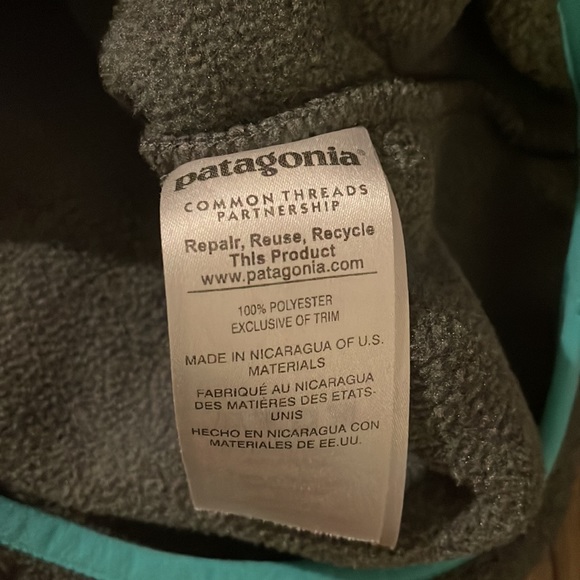 patagonia®
COMMON THREADS
PARTNERSHIP
Repair, Reuse, Recycle
This Product
www.patagonia.com
100% POLYESTER
EXCLUSIVE OF TRIM
MADE IN NICARAGUA OF U.S.
MATERIALS
FABRIQUÉ AU NICARAGUA
DES MATIÈRES DES ETATS-
UNIS
HECHO EN NICARAGUA CON
MATERIALES DE EE.UU.